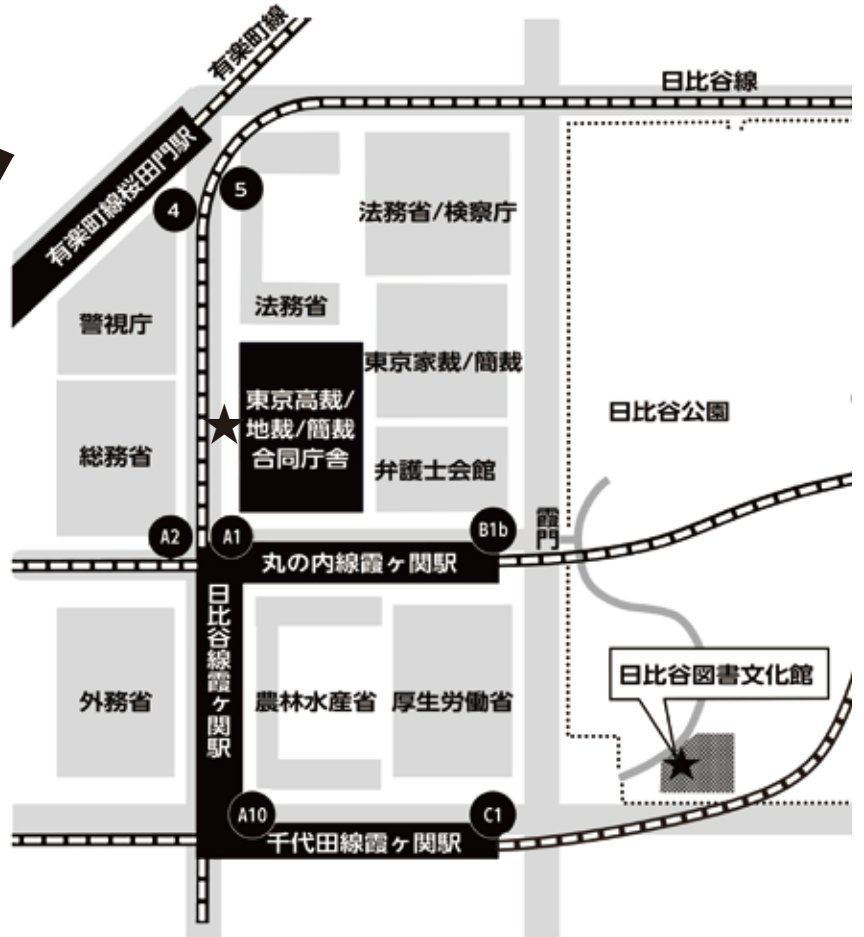 有楽町線
日比谷線
有楽町線桜田門駅
4
5
法務省/検察庁
法務省
警視庁
東京家裁/簡裁
東京高裁/
地裁/簡裁
合同庁舎
日比谷公園
総務省
弁護士会館
A2
A1
B1b
霞門
丸の内線霞ヶ関駅
日比谷線霞ヶ関駅
外務省
農林水産省
厚生労働省
日比谷図書文化館
A10
C1
千代田線霞ヶ関駅